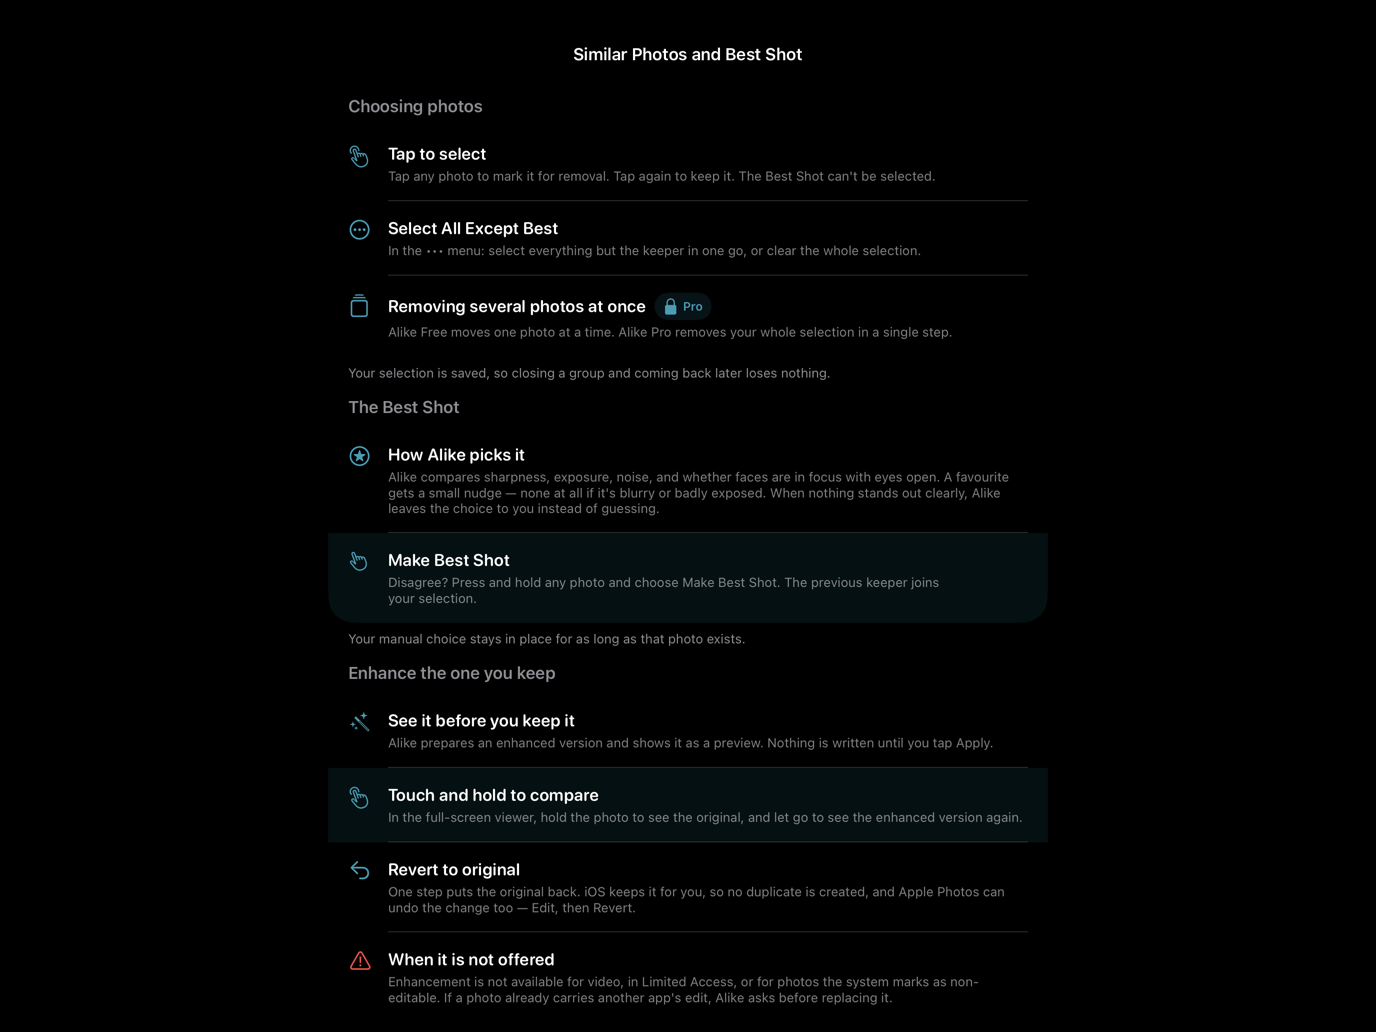 Similar Photos and Best Shot
Choosing photos
Tap to select
Tap any photo to mark it for removal. Tap again to keep it. The Best Shot can't be selected.
Select All Except Best
In the ••• menu: select everything but the keeper in one go, or clear the whole selection.
Removing several photos at once Pro
Alike Free moves one photo at a time. Alike Pro removes your whole selection in a single step.
Your selection is saved, so closing a group and coming back later loses nothing.
The Best Shot
How Alike picks it
Alike compares sharpness, exposure, noise, and whether faces are in focus with eyes open. A favourite
gets a small nudge — none at all if it's blurry or badly exposed. When nothing stands out clearly, Alike
leaves the choice to you instead of guessing.
Make Best Shot
Disagree? Press and hold any photo and choose Make Best Shot. The previous keeper joins
your selection.
Your manual choice stays in place for as long as that photo exists.
Enhance the one you keep
See it before you keep it
Alike prepares an enhanced version and shows it as a preview. Nothing is written until you tap Apply.
Touch and hold to compare
In the full-screen viewer, hold the photo to see the original, and let go to see the enhanced version again.
Revert to original
One step puts the original back. iOS keeps it for you, so no duplicate is created, and Apple Photos can
undo the change too — Edit, then Revert.
When it is not offered
Enhancement is not available for video, in Limited Access, or for photos the system marks as non-
editable. If a photo already carries another app's edit, Alike asks before replacing it.